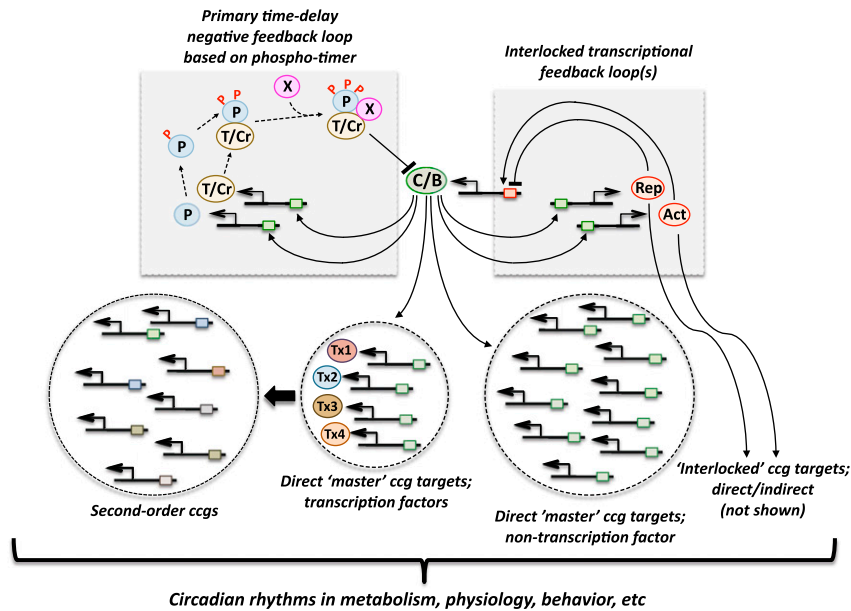 Primary time-delay
negative feedback loop
based on phospho-timer
Interlocked transcriptional
feedback loop(s)
X
P
P
P
P
P
P
X
P
P
T/Cr
T/Cr
P
P
T/Cr
P
C/B
Rep
Act
Tx1
Tx2
Tx3
Tx4
Second-order ccgs
Direct ‘master’ ccg targets;
transcription factors
Direct ’master’ ccg targets;
non-transcription factor
‘Interlocked’ ccg targets;
direct/indirect
(not shown)
Circadian rhythms in metabolism, physiology, behavior, etc